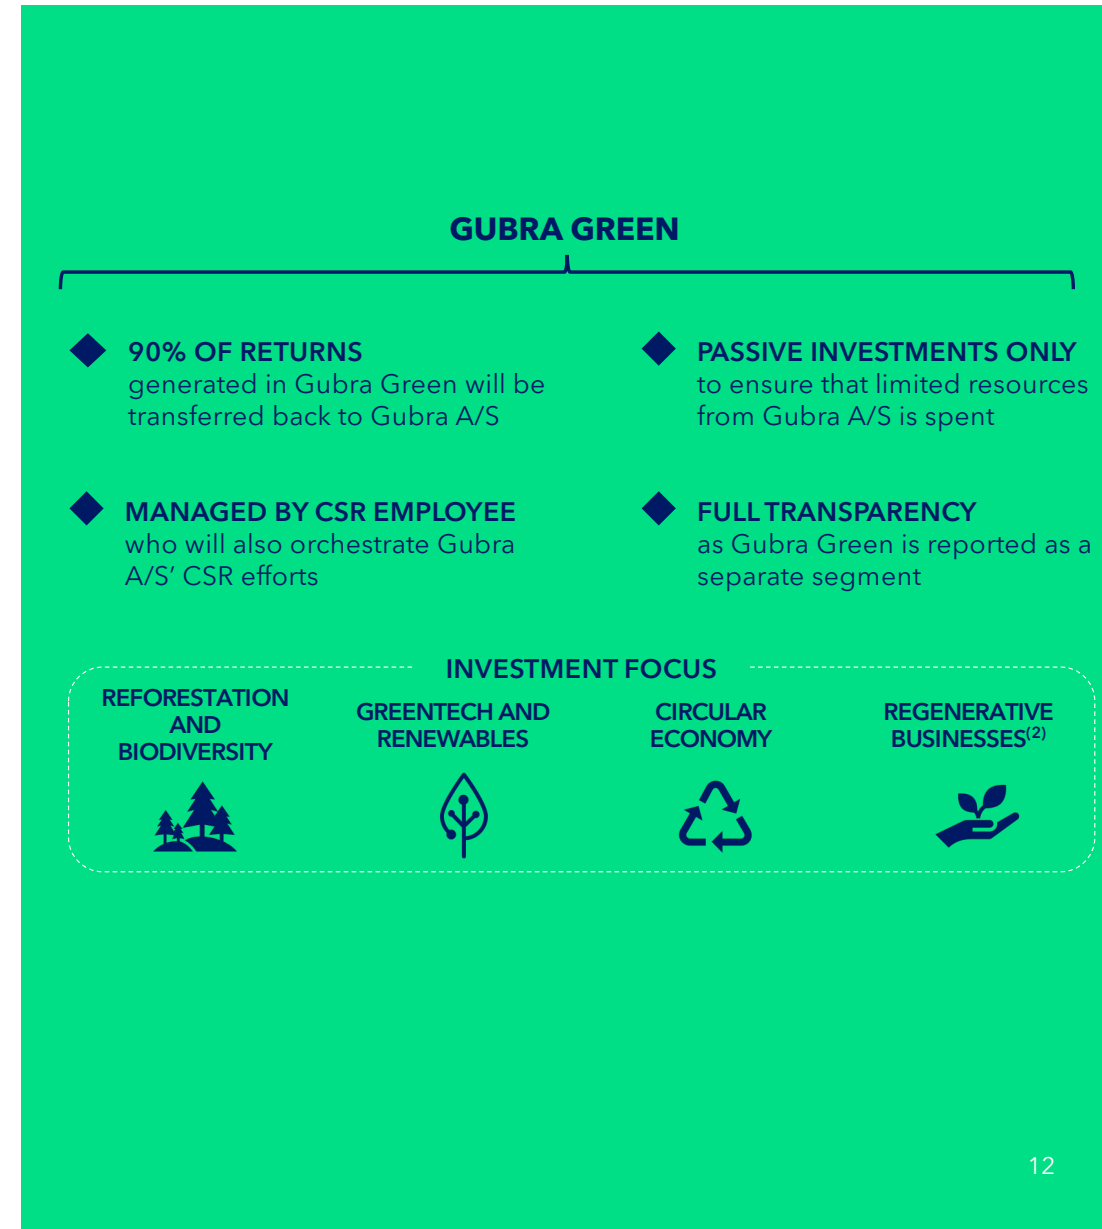 GUBRA GREEN
90% OF RETURNS
generated in Gubra Green will be
transferred back to Gubra A/S
PASSIVE INVESTMENTS ONLY
to ensure that limited resources
from Gubra A/S is spent
MANAGED BY CSR EMPLOYEE
who will also orchestrate Gubra
A/S’ CSR efforts
FULL TRANSPARENCY
as Gubra Green is reported as a
separate segment
INVESTMENT FOCUS
REFORESTATION
AND
BIODIVERSITY
GREENTECH AND
RENEWABLES
CIRCULAR
ECONOMY
REGENERATIVE
BUSINESSES(2)
12